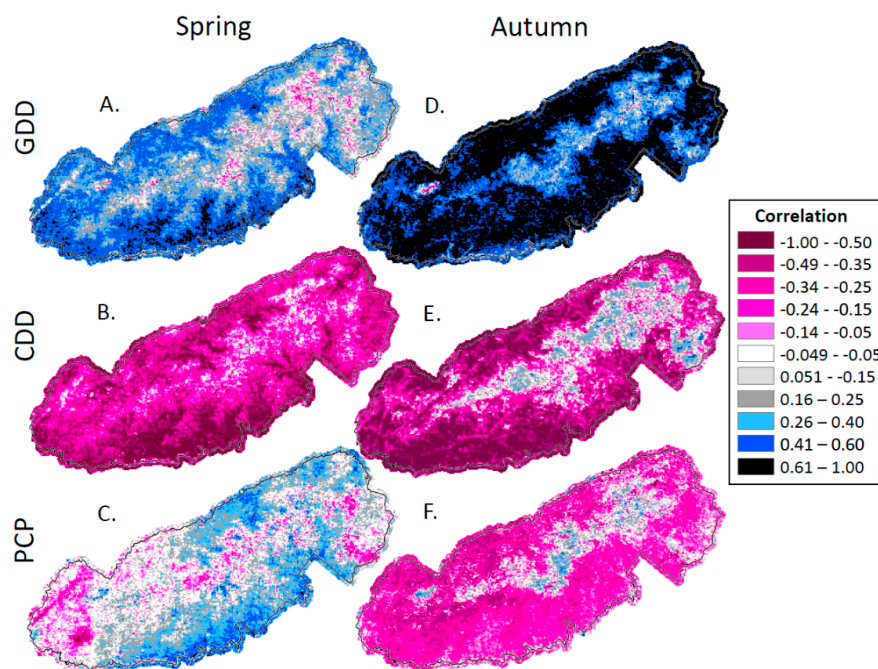 Spring Autumn
GDD
A. D.
CDD
B. E.
PCP
C. F.
Correlation
-1.00 - -0.50
-0.49 - -0.35
-0.34 - -0.25
-0.24 - -0.15
-0.14 - -0.05
-0.049 - -0.05
0.051 - -0.15
0.16 – 0.25
0.26 – 0.40
0.41 – 0.60
0.61 – 1.00